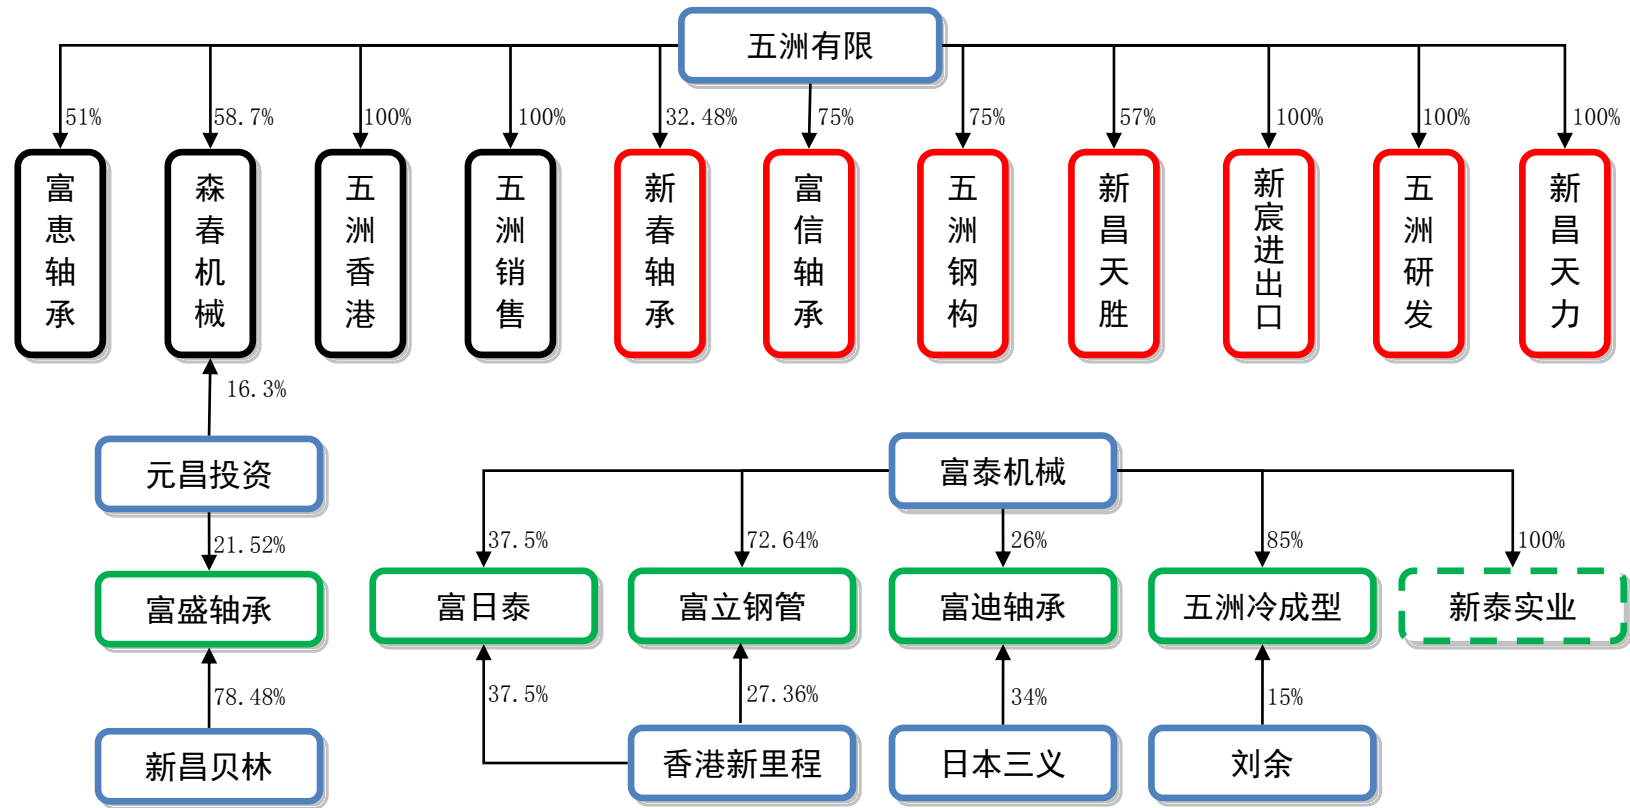 五洲有限
51%
58.7%
100%
100%
32.48%
75%
75%
57%
100%
100%
100%
富恵轴承
森春机械
五洲香港
五洲销售
新春轴承
富信轴承
五洲钢构
新昌天胜
新宸进出口
五洲研发
新昌天力
16.3%
元昌投资
富泰机械
21.52%
37.5%
72.64%
26%
85%
100%
富盛轴承
富日泰
富立钢管
富迪轴承
五洲冷成型
新泰实业
78.48%
37.5%
27.36%
34%
15%
新昌贝林
香港新里程
日本三义
刘余